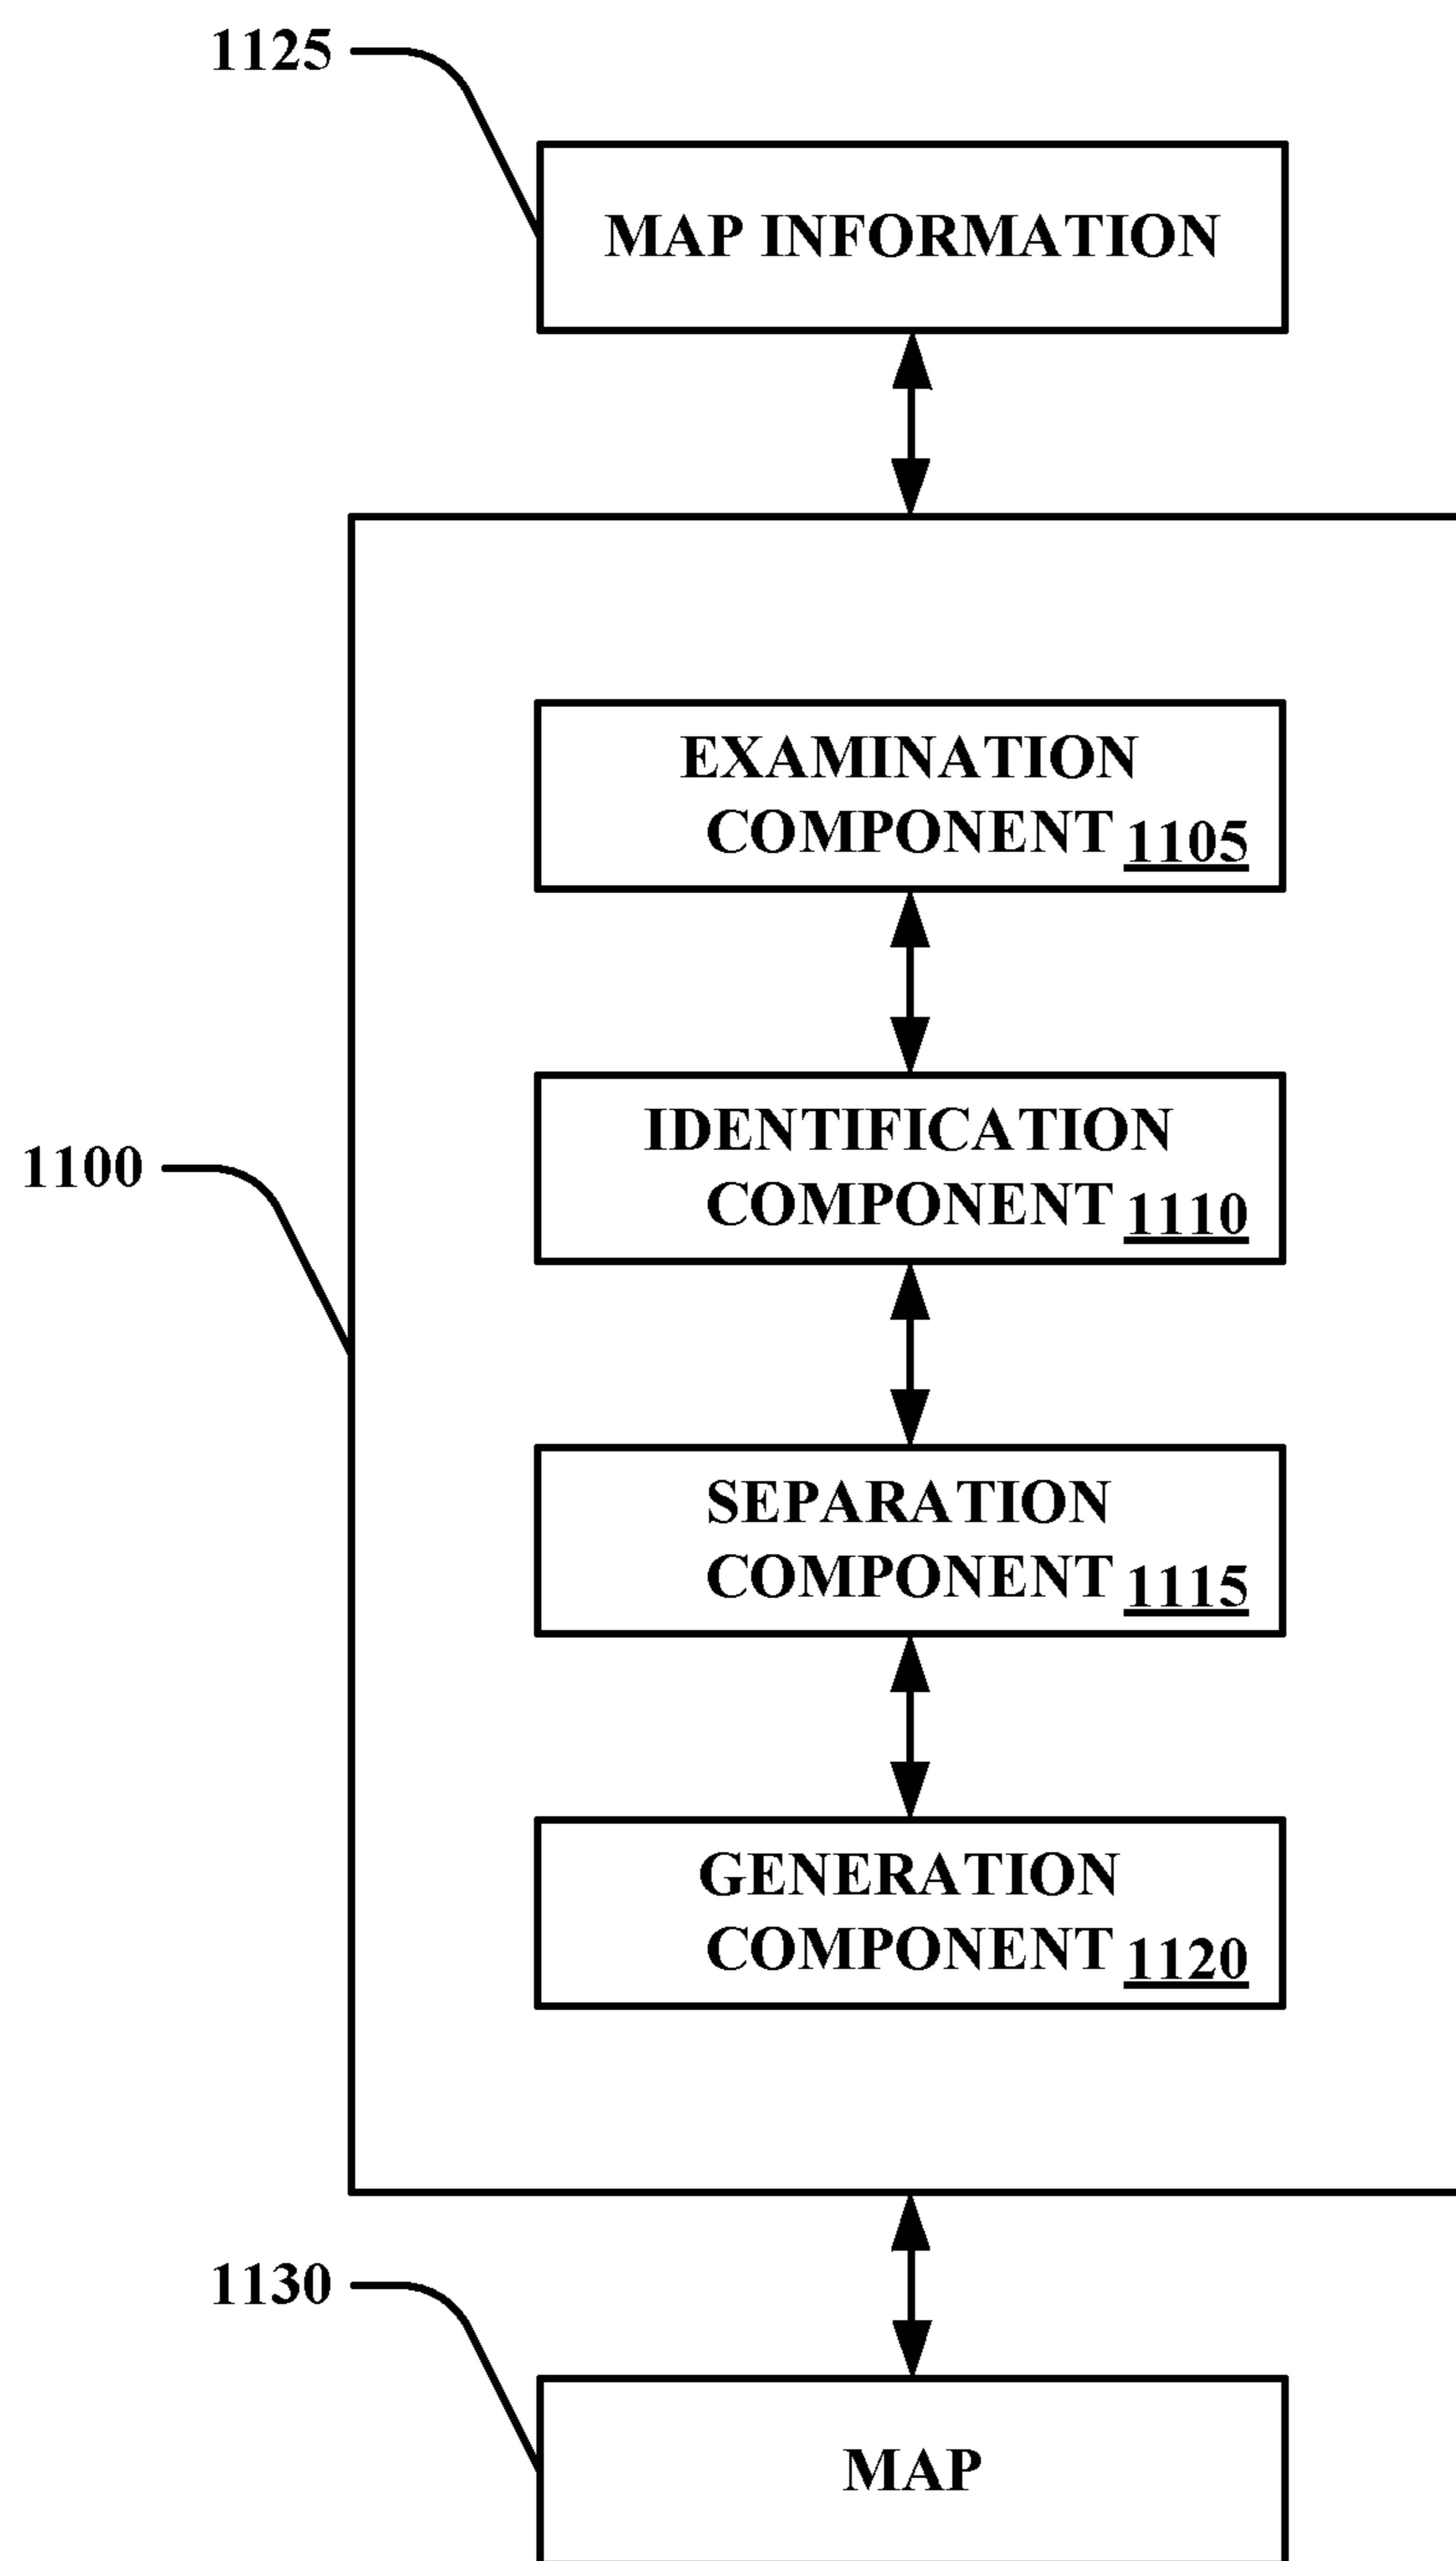 1125
MAP INFORMATION
EXAMINATION
COMPONENT 1105
IDENTIFICATION
COMPONENT 1110
1100
SEPARATION
COMPONENT 1115
GENERATION
COMPONENT 1120
1130
MAP